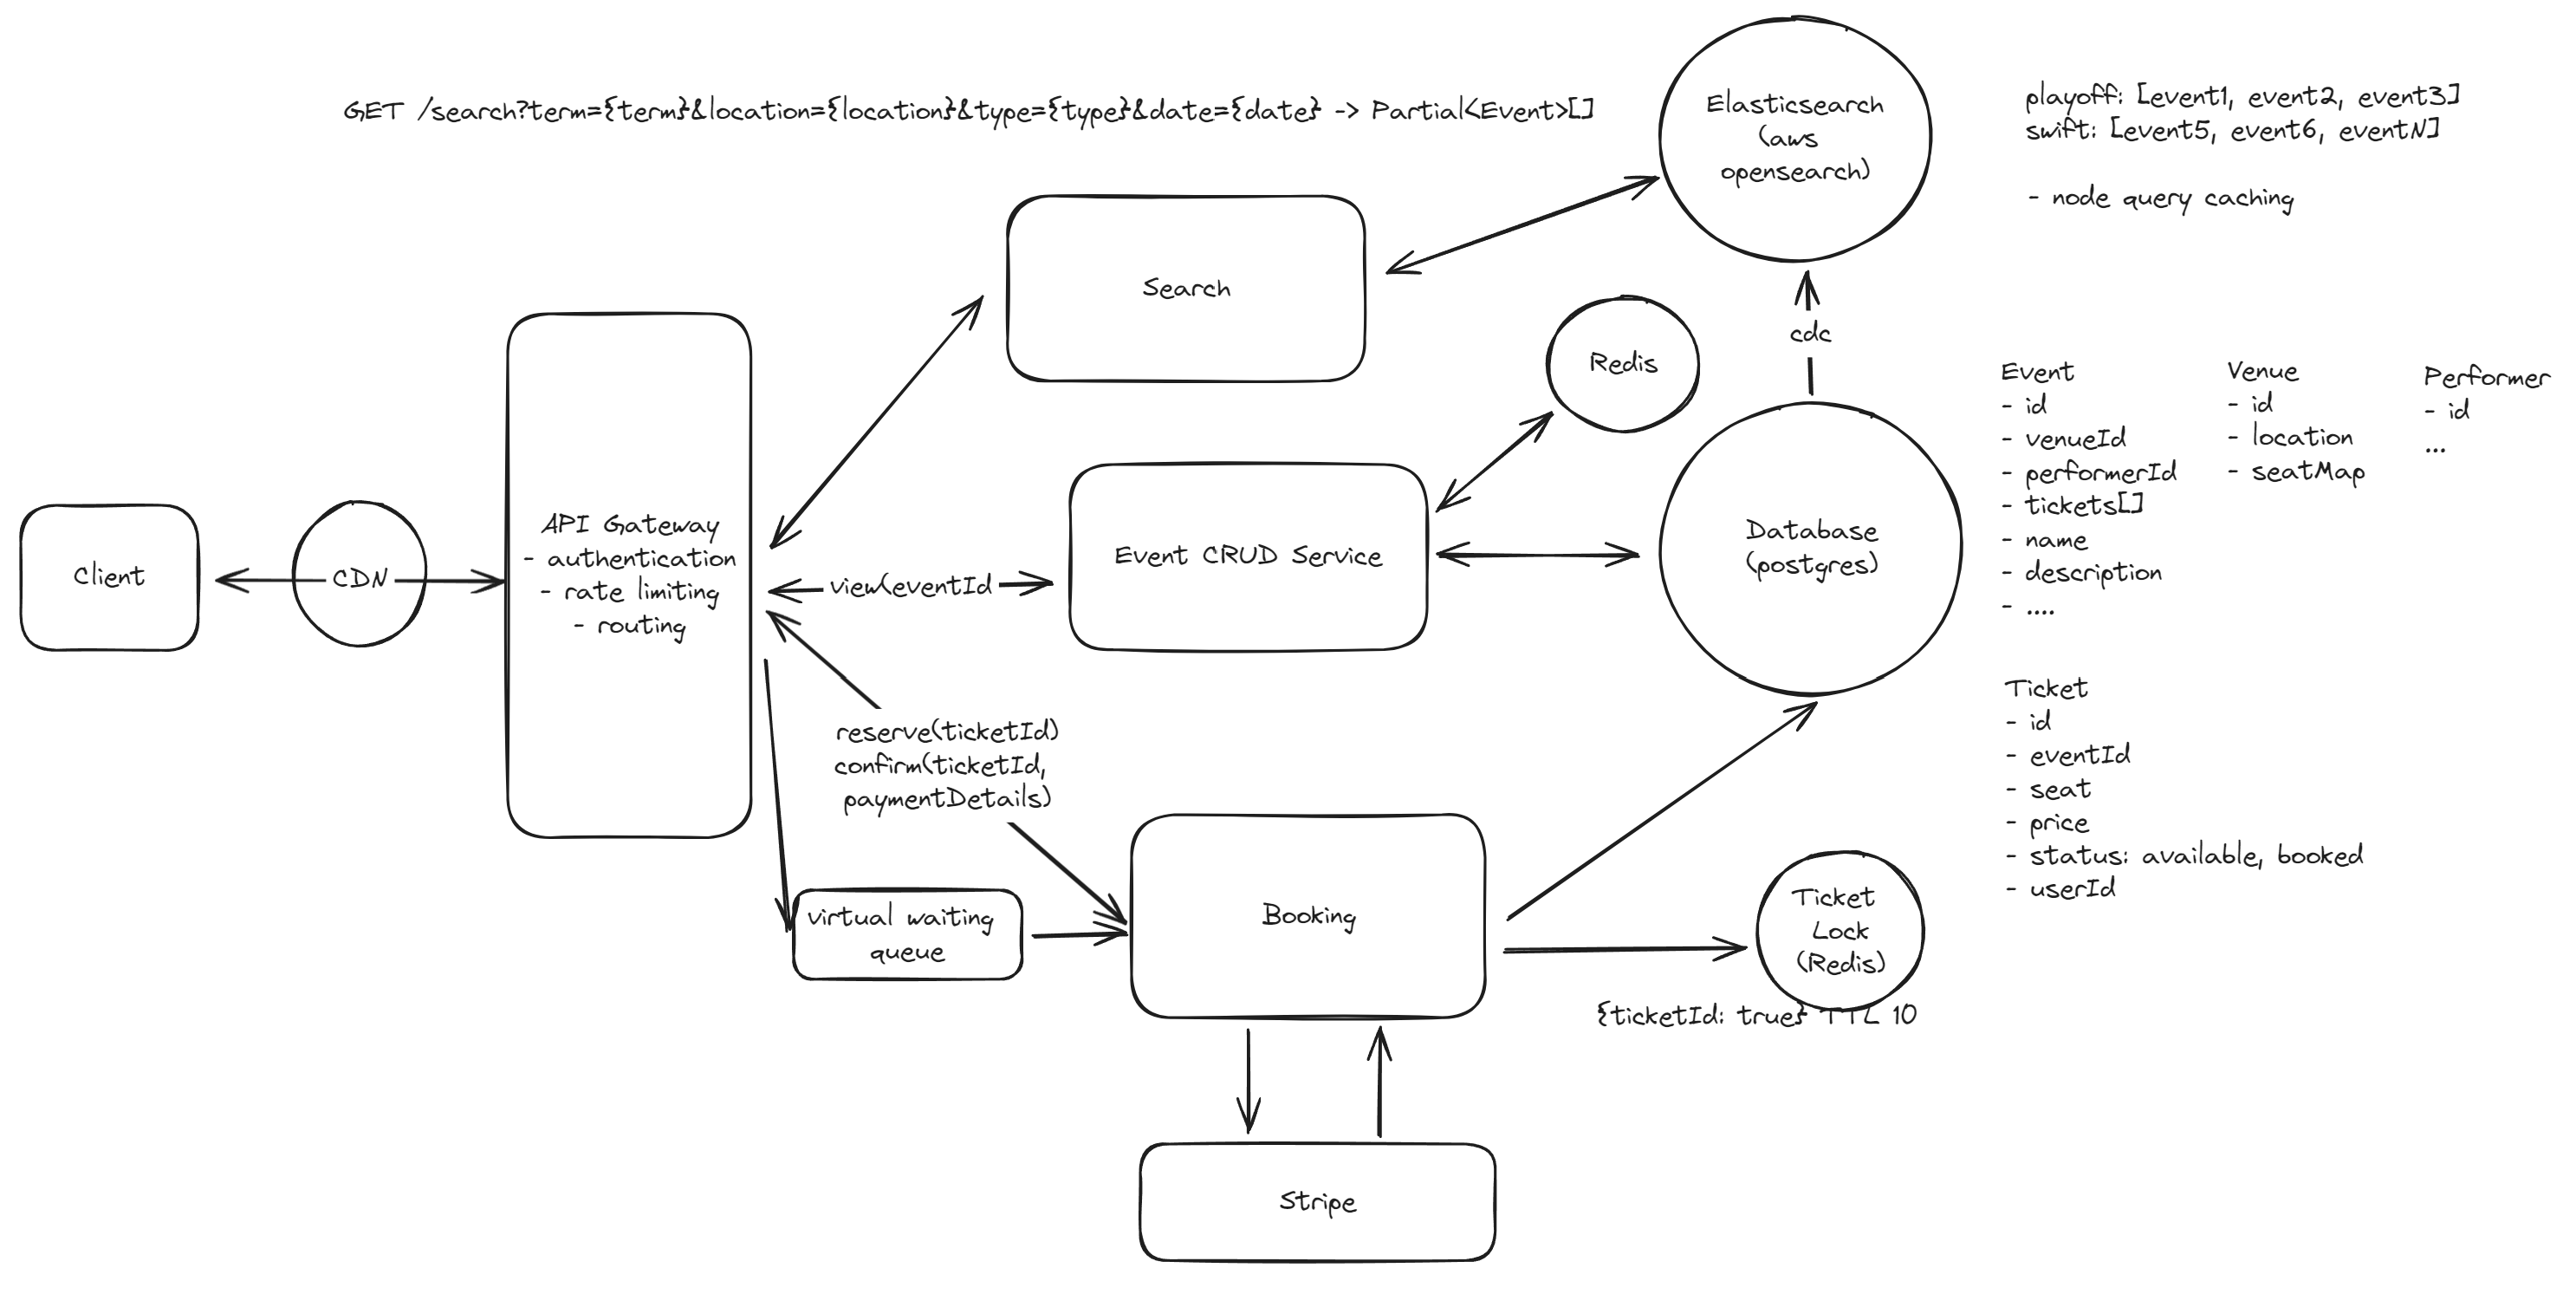 GET /search?term={term}&location={location}&type={type}&date={date} -> Partial<Event>[]
Elasticsearch
(aws
opensearch)
playoff: [event1, event2, event3]
swift: [event5, event6, eventN]
- node query caching
Search
Redis
cdc
Client
CDN
API Gateway
- authentication
- rate limiting
- routing
view(eventId
Event CRUD Service
Database
(postgres)
Event
- id
- venueId
- performerId
- tickets[]
- name
- description
- ....
Venue
- id
- location
- seatMap
Performer
- id
...
reserve(ticketId)
confirm(ticketId,
paymentDetails)
virtual waiting
queue
Booking
Ticket
Lock
(Redis)
{ticketId: true} TTL 10
Ticket
- id
- eventId
- seat
- price
- status: available, booked
- userId
Stripe